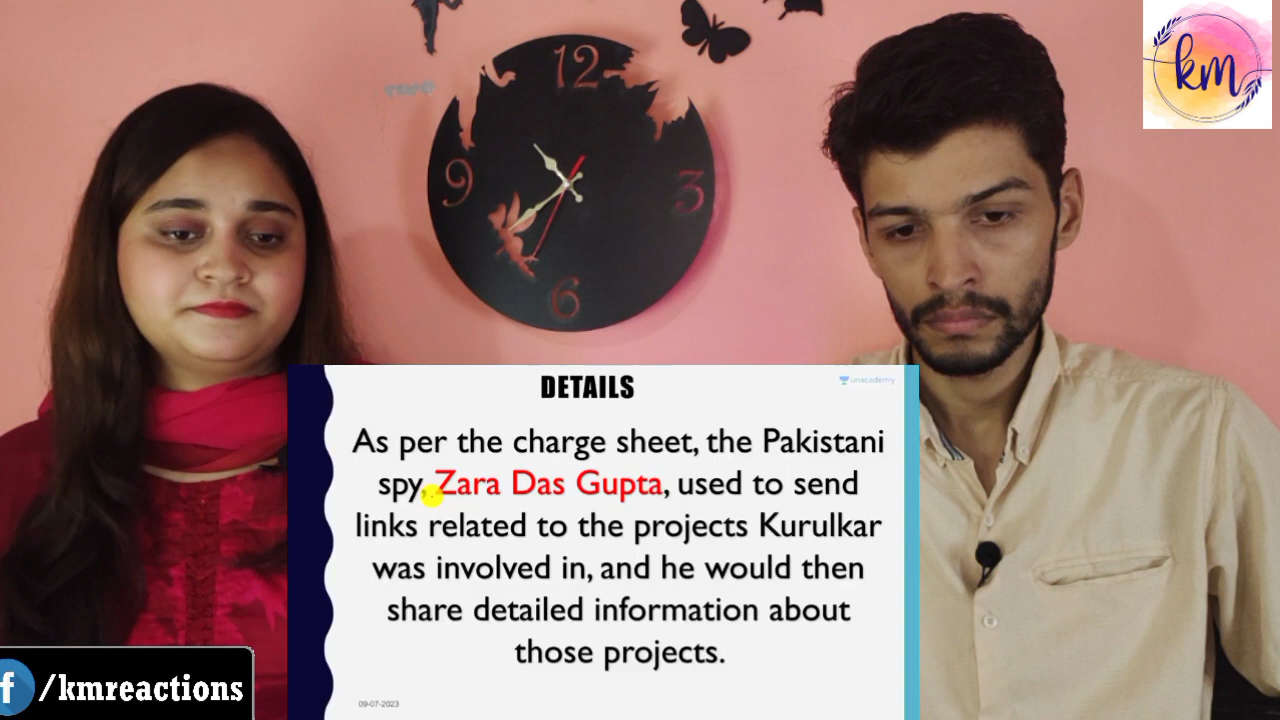 12
9
3
6
km
DETAILS
unacademy
As per the charge sheet, the Pakistani
spy, Zara Das Gupta, used to send
links related to the projects Kurulkar
was involved in, and he would then
share detailed information about
those projects.
09-07-2023
f /kmreactions